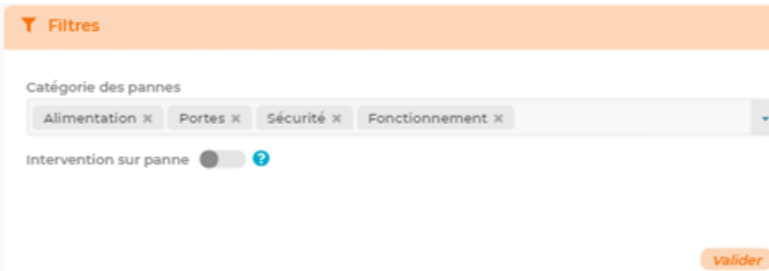 Filtres
Catégorie des pannes
Alimentation × Portes × Sécurité × Fonctionnement ×
Intervention sur panne ?
Valider